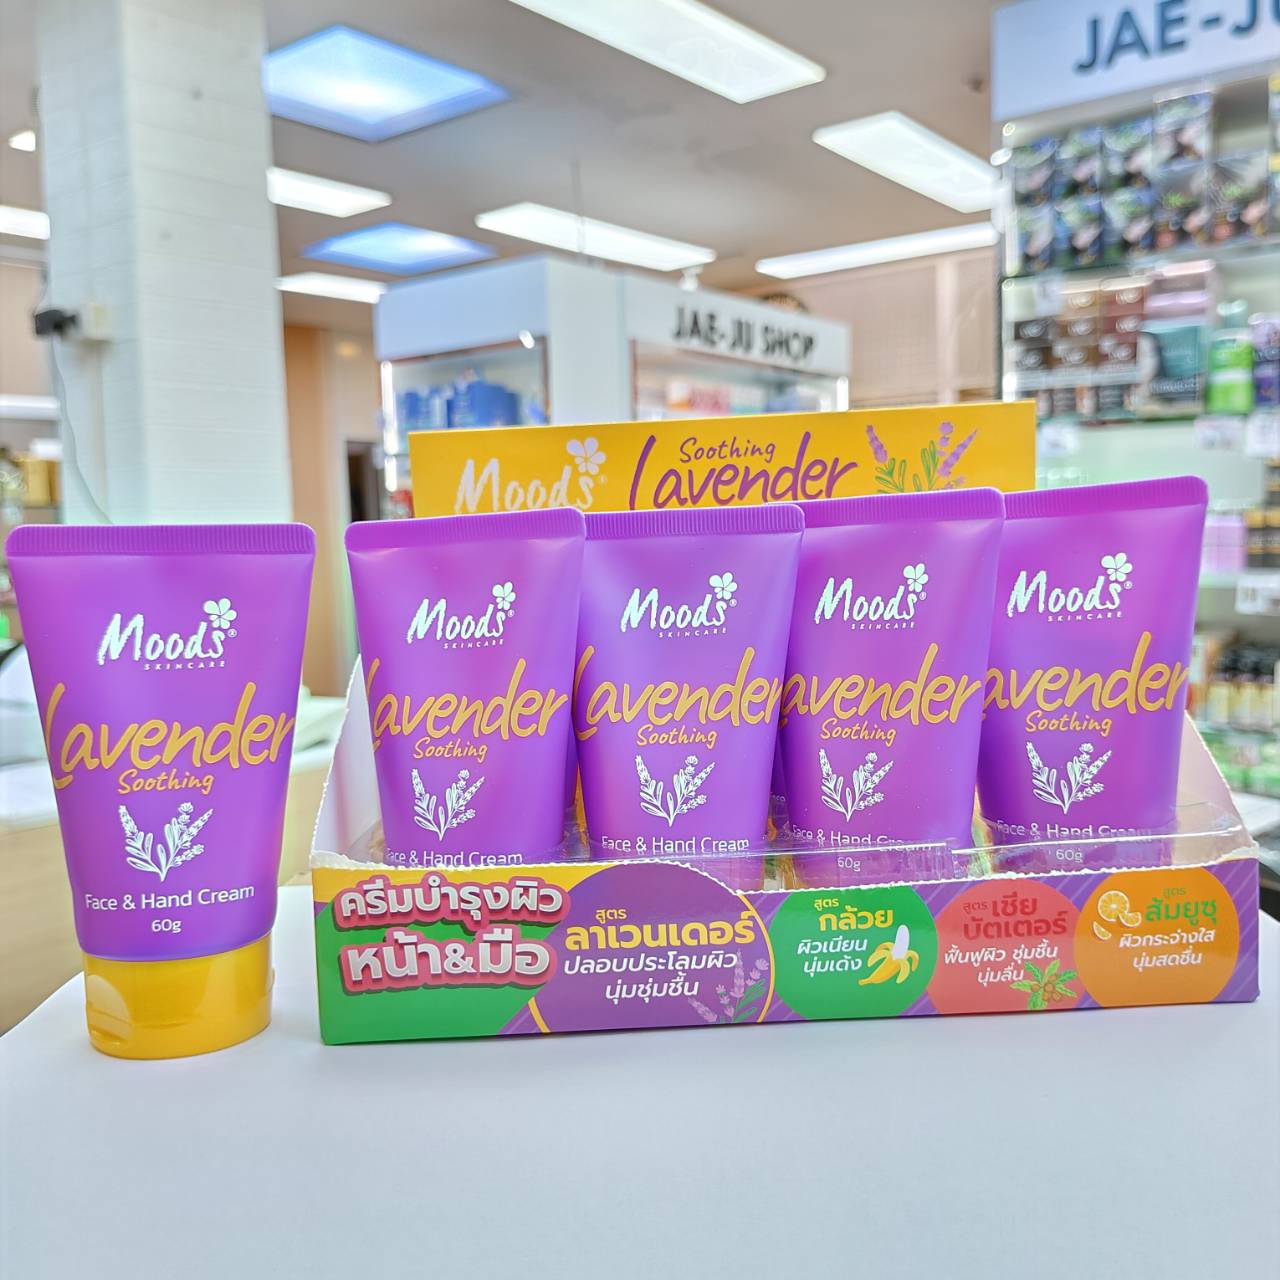 JAE-JU
JAE-JU SHOP
Moods®
Soothing
Lavender
Moods®
SKINCARE
Lavender
Soothing
Face & Hand Cream
60g
Moods®
SKINCARE
Lavender
Soothing
Face & Hand Cream
Moods®
SKINCARE
Lavender
Soothing
Face & Hand Cream
Moods®
SKINCARE
Lavender
Soothing
Face & Hand Cream
60g
Moods®
SKINCARE
Lavender
Soothing
Face & Hand Cream
60g
ครีมบำรุงผิว
หน้า&มือ
สูตร
ลาเวนเดอร์
ปลอบประโลมผิว
นุ่มชุ่มชื้น
สูตร
กล้วย
ผิวเนียน
นุ่มเด้ง
สูตร เชีย
บัตเตอร์
ฟื้นฟูผิว ชุ่มชื้น
นุ่มลื่น
สูตร
ส้มยูซุ
ผิวกระจ่างใส
นุ่มสดชื่น